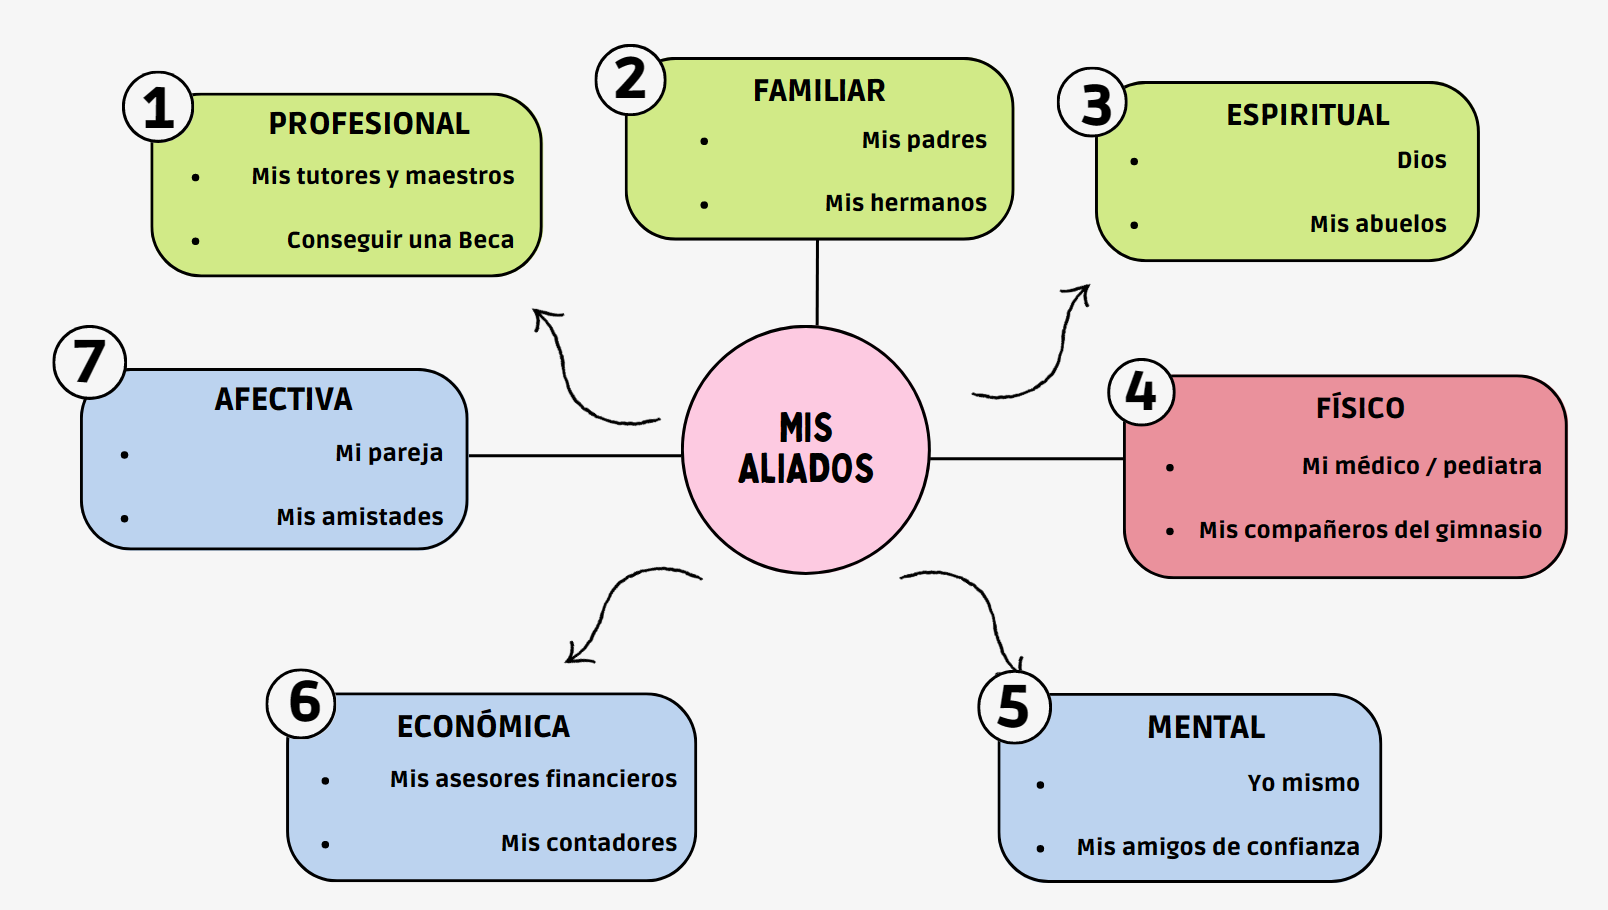 1
PROFESIONAL
• Mis tutores y maestros
• Conseguir una Beca
2
FAMILIAR
• Mis padres
• Mis hermanos
3
ESPIRITUAL
• Dios
• Mis abuelos
7
AFECTIVA
• Mi pareja
• Mis amistades
MIS
ALIADOS
4
FÍSICO
• Mi médico / pediatra
• Mis compañeros del gimnasio
6
ECONÓMICA
• Mis asesores financieros
• Mis contadores
5
MENTAL
• Yo mismo
• Mis amigos de confianza